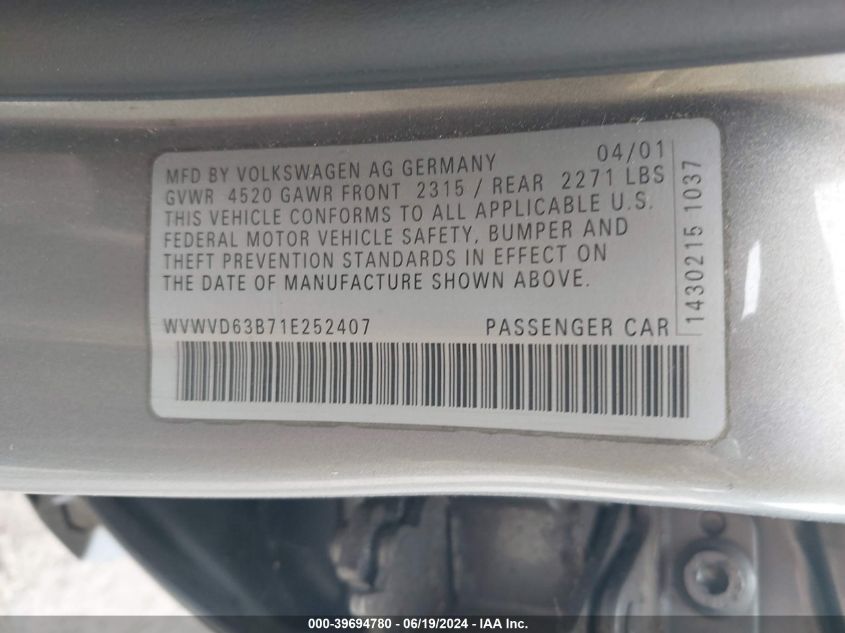 04/01
MFD BY VOLKSWAGEN AG GERMANY
GVWR 4520 GAWR FRONT 2315 / REAR 2271 LBS
THIS VEHICLE CONFORMS TO ALL APPLICABLE U.S.
FEDERAL MOTOR VEHICLE SAFETY, BUMPER AND
THEFT PREVENTION STANDARDS IN EFFECT ON
THE DATE OF MANUFACTURE SHOWN ABOVE.
WVWVD63B71E252407 PASSENGER CAR
1430215 1037
000-39694780 - 06/19/2024 - IAA Inc.